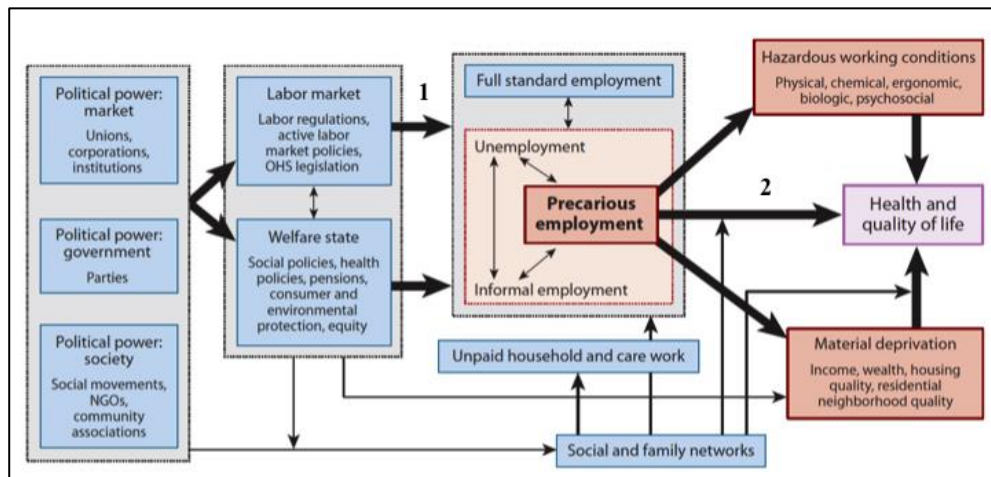 Political power:
market
Unions,
corporations,
institutions
Political power:
government
Parties
Political power:
society
Social movements,
NGOs,
community
associations
Labor market
Labor regulations,
active labor
market policies,
OHS legislation
Welfare state
Social policies, health
policies, pensions,
consumer and
environmental
protection, equity
1
Full standard employment
Unemployment
Precarious
employment
Informal employment
Unpaid household and care work
Social and family networks
2
Hazardous working conditions
Physical, chemical, ergonomic,
biologic, psychosocial
Health and
quality of life
Material deprivation
Income, wealth, housing
quality, residential
neighborhood quality